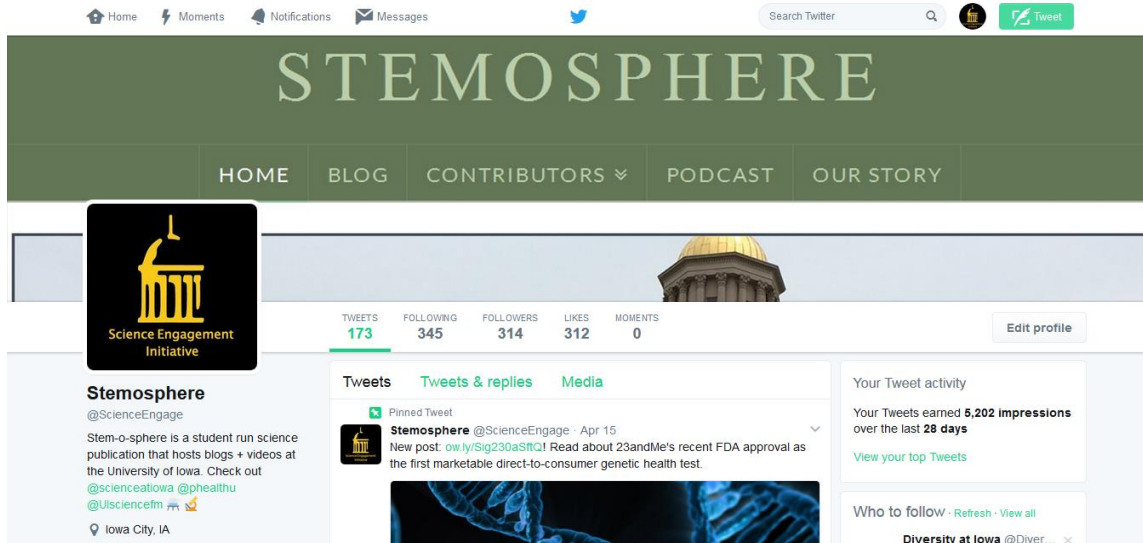 Home Moments Notifications Messages Search Twitter Tweet
STEMOSPHERE
HOME BLOG CONTRIBUTORS PODCAST OUR STORY
Science Engagement
Initiative
TWEETS FOLLOWING FOLLOWERS LIKES MOMENTS
173 345 314 312 0
Edit profile
Stemosphere
@ScienceEngage
Stem-o-sphere is a student run science
publication that hosts blogs + videos at
the University of Iowa. Check out
@scienceatiowa @phealthu
@UIsciencefm
Iowa City, IA
Tweets Tweets & replies Media
Pinned Tweet
Stemosphere @ScienceEngage · Apr 15
New post: ow.ly/Sig230aSftQ! Read about 23andMe's recent FDA approval as
the first marketable direct-to-consumer genetic health test.
Your Tweet activity
Your Tweets earned 5,202 impressions
over the last 28 days
View your top Tweets
Who to follow · Refresh · View all
Diversity at Iowa @Diver...